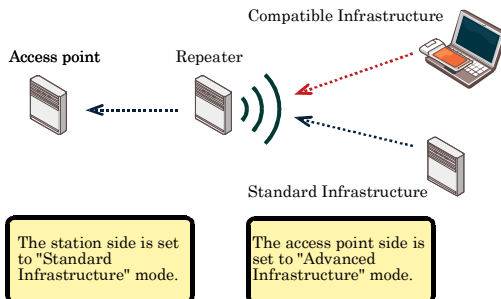 Compatible Infrastructure
Access point
Repeater
Standard Infrastructure
The station side is set
to "Standard
Infrastructure" mode.
The access point side is
set to "Advanced
Infrastructure" mode.